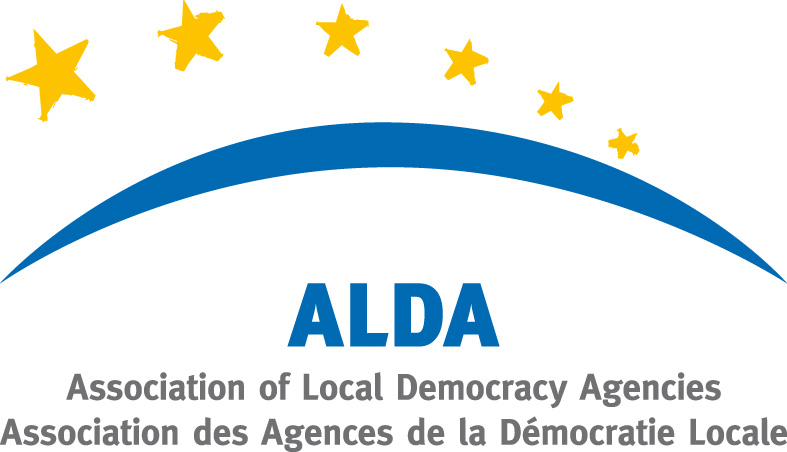 ALDA
Association of Local Democracy Agencies
Association des Agences de la Démocratie Locale